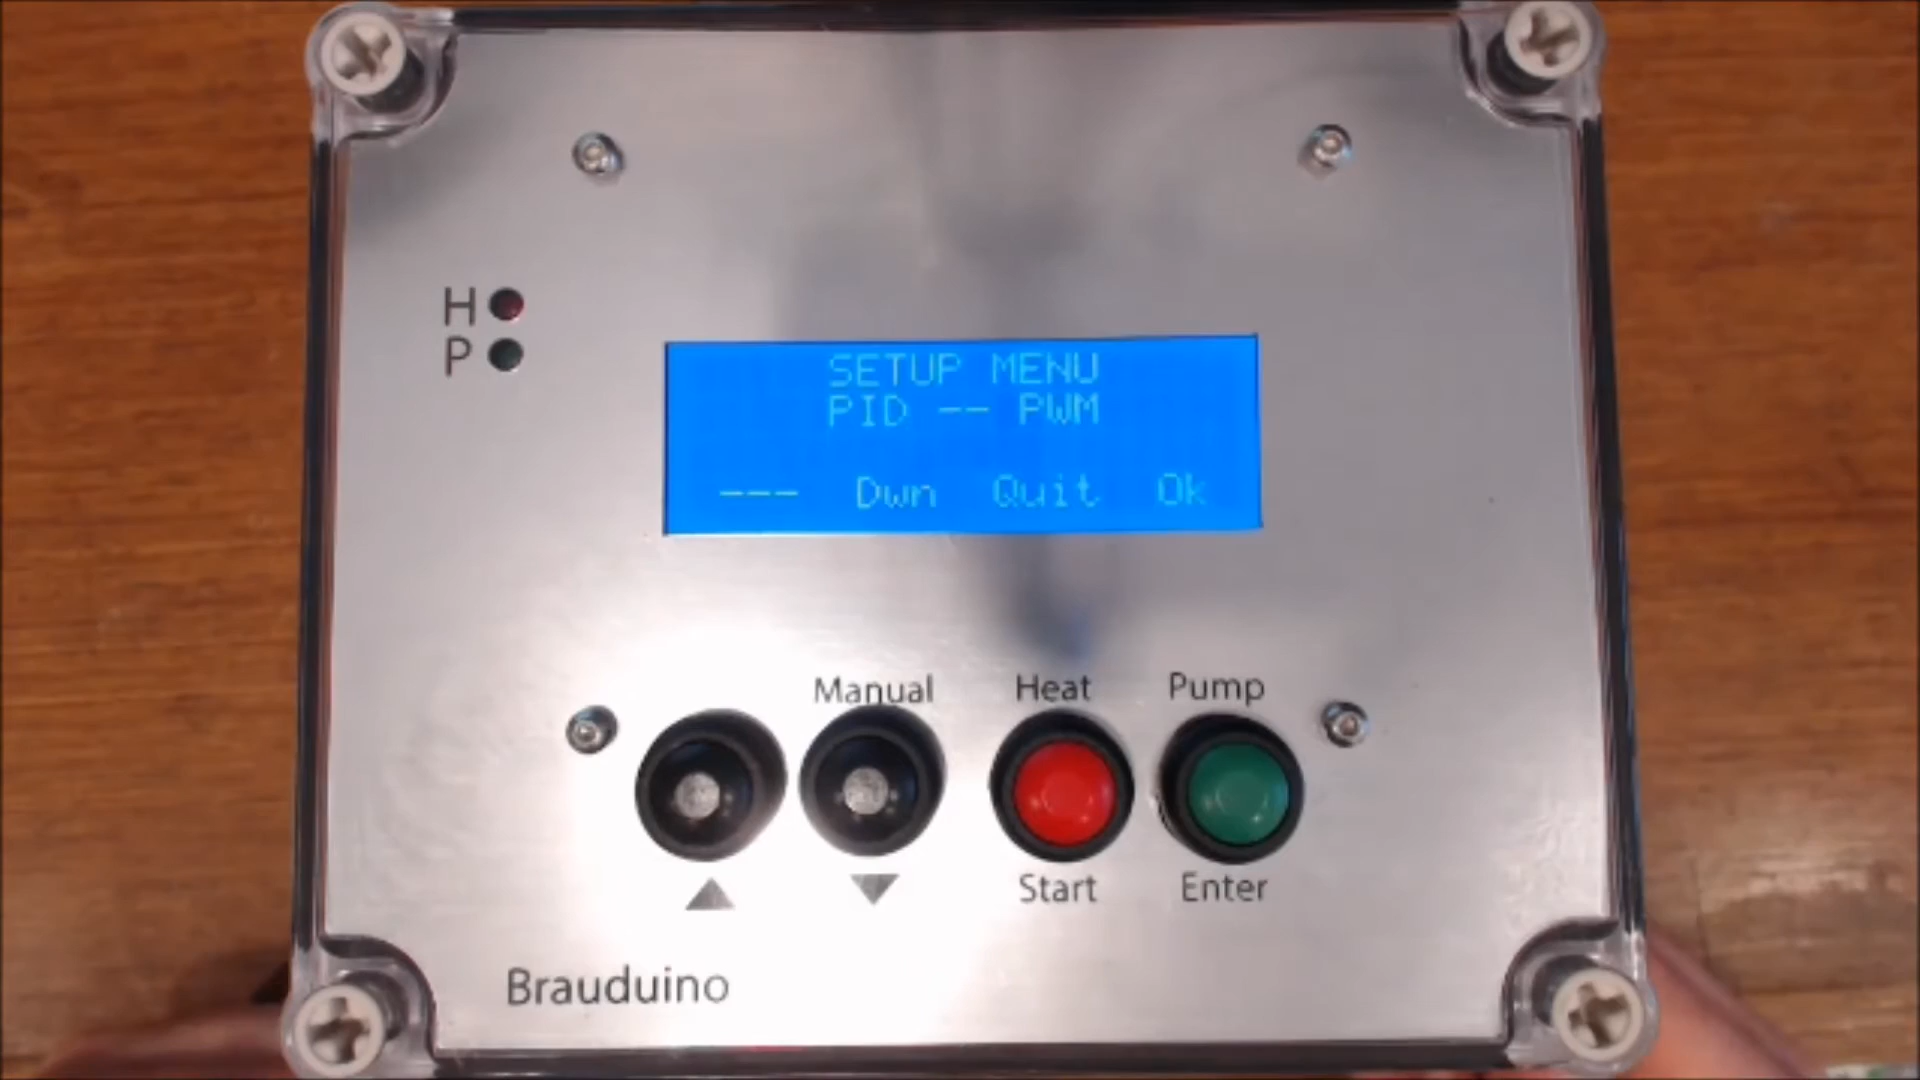 H
P
SETUP MENU
PID -- PWM
--- Dwn Quit Ok
Manual Heat Pump
Start Enter
Brauduino